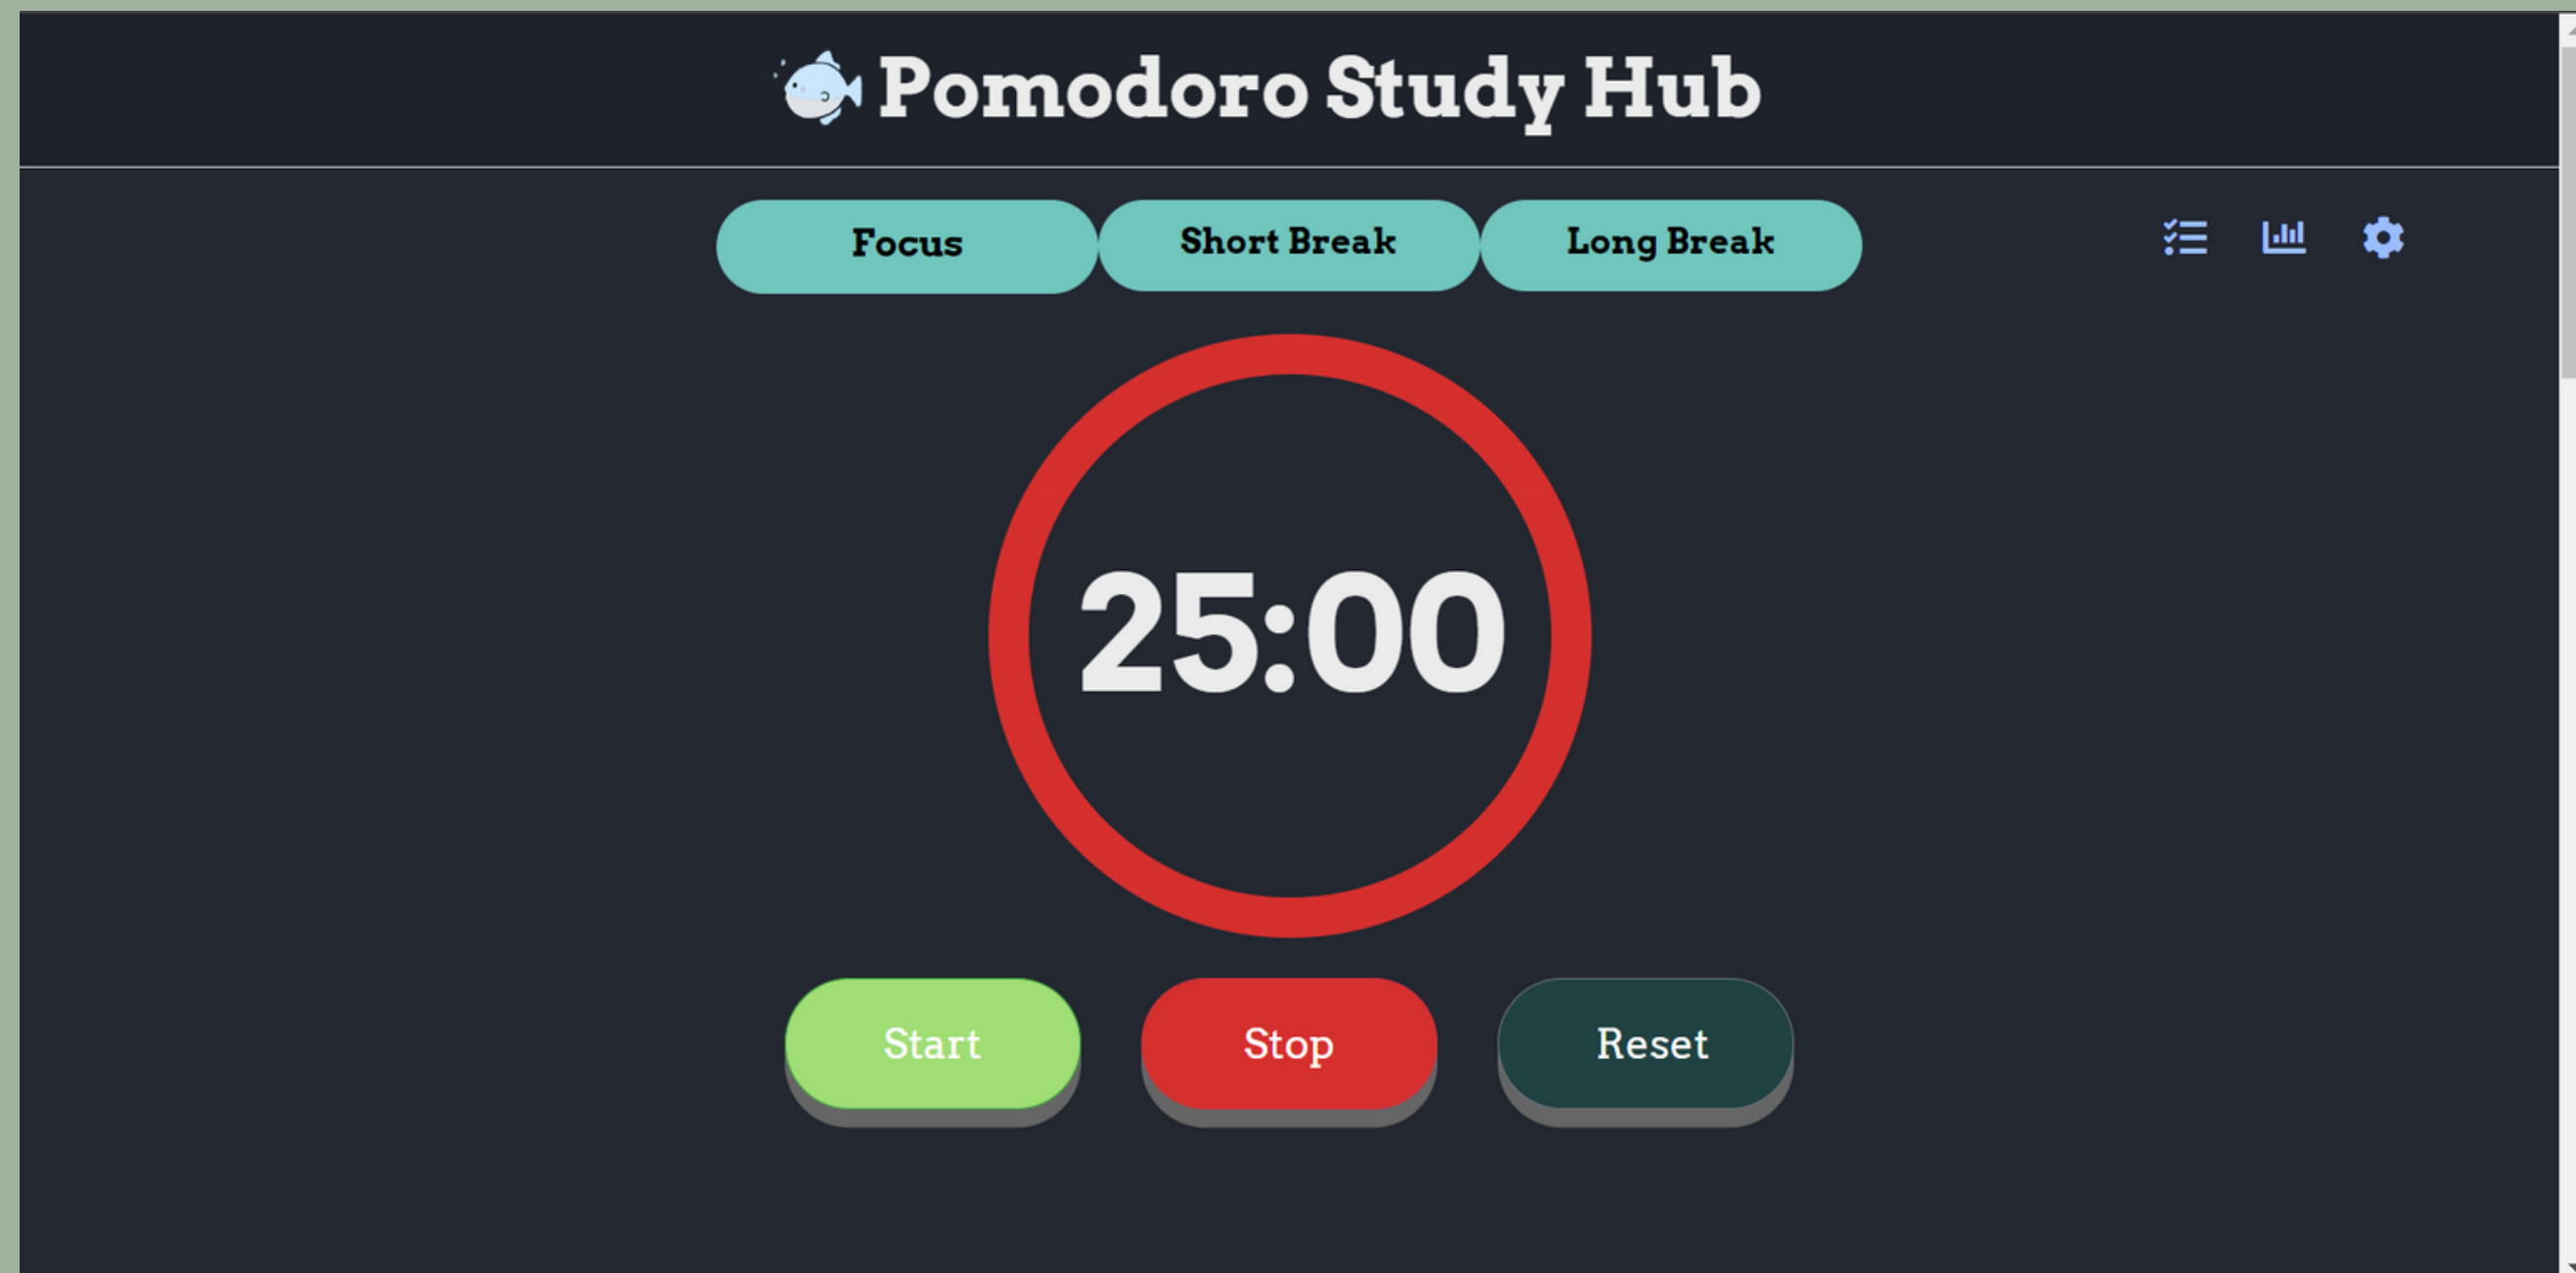 Pomodoro Study Hub
Focus
Short Break
Long Break
25:00
Start
Stop
Reset